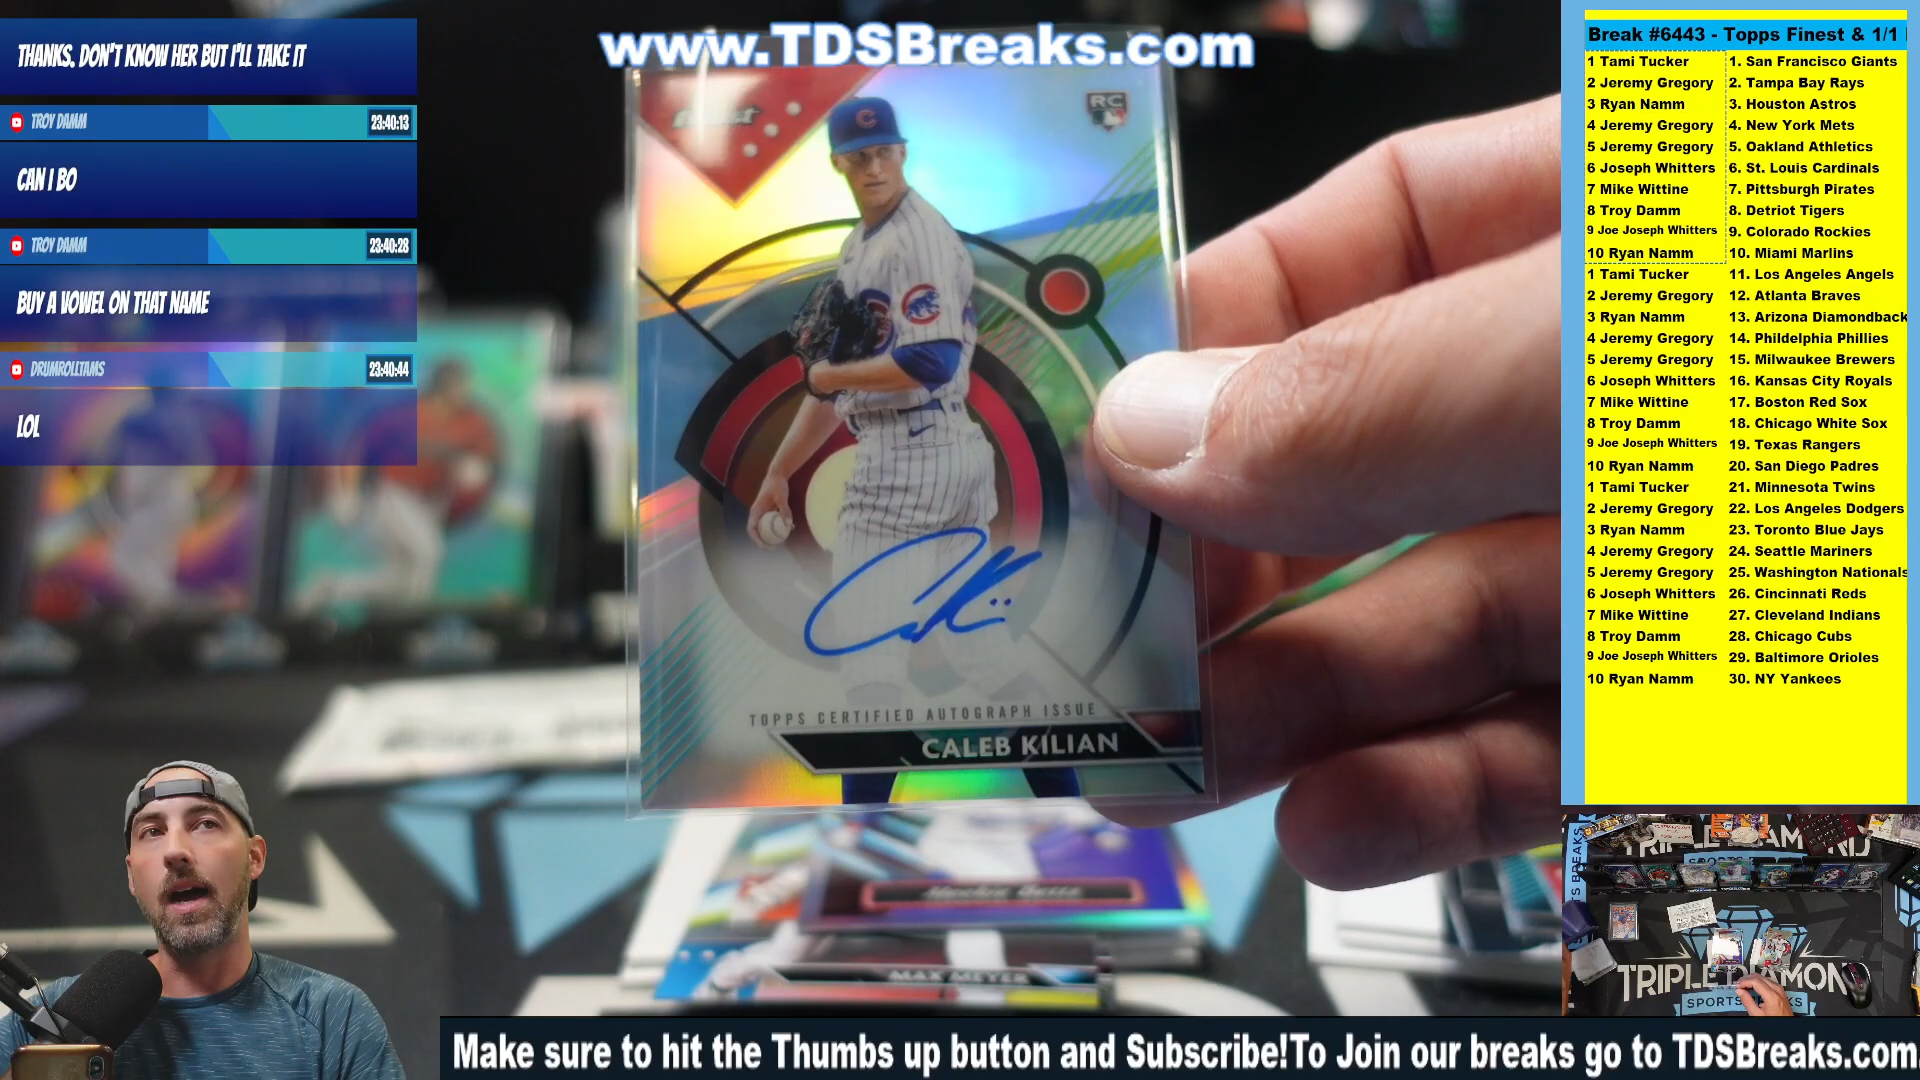 www.TDSBreaks.com
THANKS. DON'T KNOW HER BUT I'LL TAKE IT
TROY DAMM 23:40:13
CAN I BO
TROY DAMM 23:40:28
BUY A VOWEL ON THAT NAME
DRUMROLLTAMS 23:40:44
LOL
finest
RC
C
TOPPS CERTIFIED AUTOGRAPH ISSUE
CALEB KILIAN
Mookie Betts
MAX MEYER
Break #6443 - Topps Finest & 1/1
1 Tami Tucker 1. San Francisco Giants
2 Jeremy Gregory 2. Tampa Bay Rays
3 Ryan Namm 3. Houston Astros
4 Jeremy Gregory 4. New York Mets
5 Jeremy Gregory 5. Oakland Athletics
6 Joseph Whitters 6. St. Louis Cardinals
7 Mike Wittine 7. Pittsburgh Pirates
8 Troy Damm 8. Detriot Tigers
9 Joe Joseph Whitters 9. Colorado Rockies
10 Ryan Namm 10. Miami Marlins
1 Tami Tucker 11. Los Angeles Angels
2 Jeremy Gregory 12. Atlanta Braves
3 Ryan Namm 13. Arizona Diamondback
4 Jeremy Gregory 14. Phildelphia Phillies
5 Jeremy Gregory 15. Milwaukee Brewers
6 Joseph Whitters 16. Kansas City Royals
7 Mike Wittine 17. Boston Red Sox
8 Troy Damm 18. Chicago White Sox
9 Joe Joseph Whitters 19. Texas Rangers
10 Ryan Namm 20. San Diego Padres
1 Tami Tucker 21. Minnesota Twins
2 Jeremy Gregory 22. Los Angeles Dodgers
3 Ryan Namm 23. Toronto Blue Jays
4 Jeremy Gregory 24. Seattle Mariners
5 Jeremy Gregory 25. Washington Nationals
6 Joseph Whitters 26. Cincinnati Reds
7 Mike Wittine 27. Cleveland Indians
8 Troy Damm 28. Chicago Cubs
9 Joe Joseph Whitters 29. Baltimore Orioles
10 Ryan Namm 30. NY Yankees
TRIPLE DIAMOND
SPORTS BREAKS
Make sure to hit the Thumbs up button and Subscribe!To Join our breaks go to TDSBreaks.com